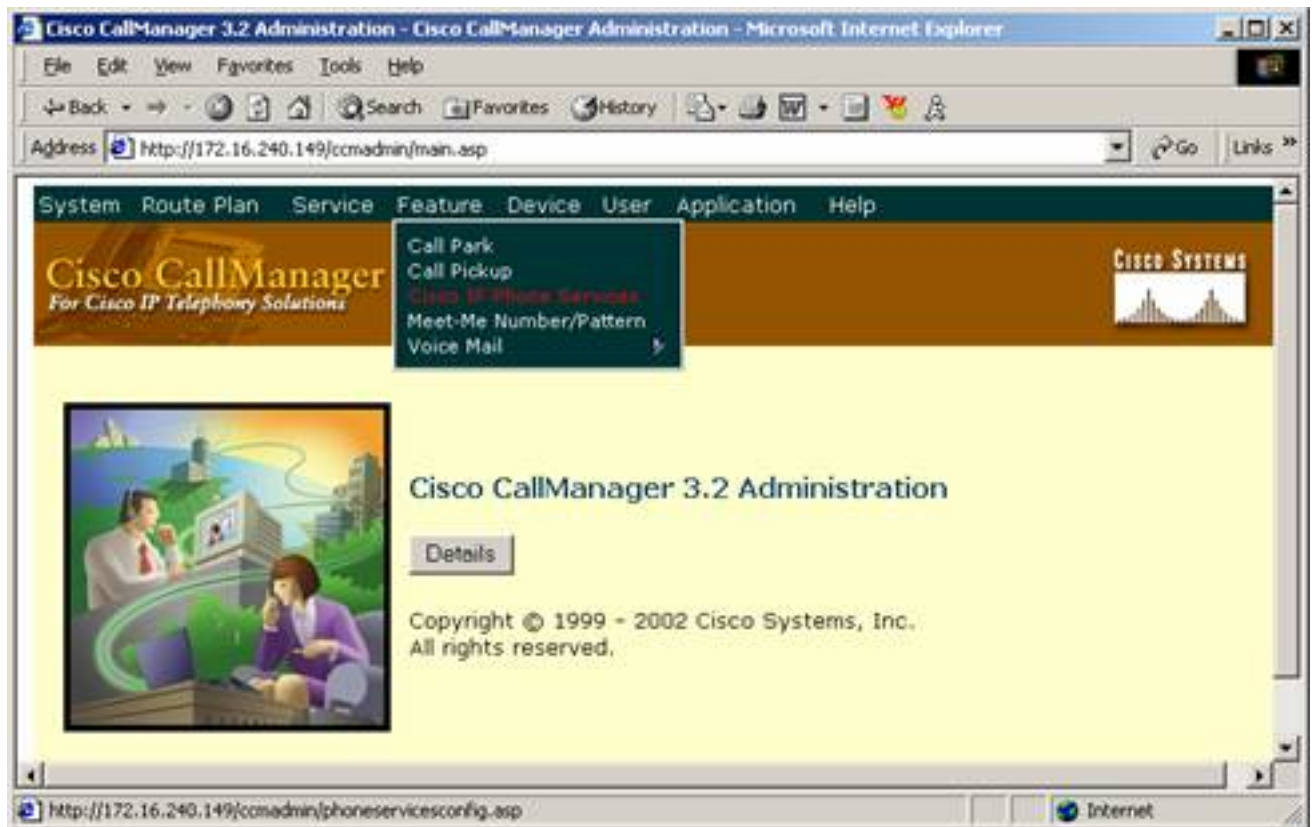 Cisco CallManager 3.2 Administration - Cisco CallManager Administration - Microsoft Internet Explorer
File Edit View Favorites Tools Help
Back Search Favorites History
Address http://172.16.240.149/ccmadmin/main.asp Go Links »
System Route Plan Service Feature Device User Application Help
Cisco CallManager
For Cisco IP Telephony Solutions
Call Park
Call Pickup
Cisco IP Phone Services
Meet-Me Number/Pattern
Voice Mail
CISCO SYSTEMS
Cisco CallManager 3.2 Administration
Details
Copyright © 1999 - 2002 Cisco Systems, Inc.
All rights reserved.
http://172.16.240.149/ccmadmin/phoneservicesconfig.asp Internet